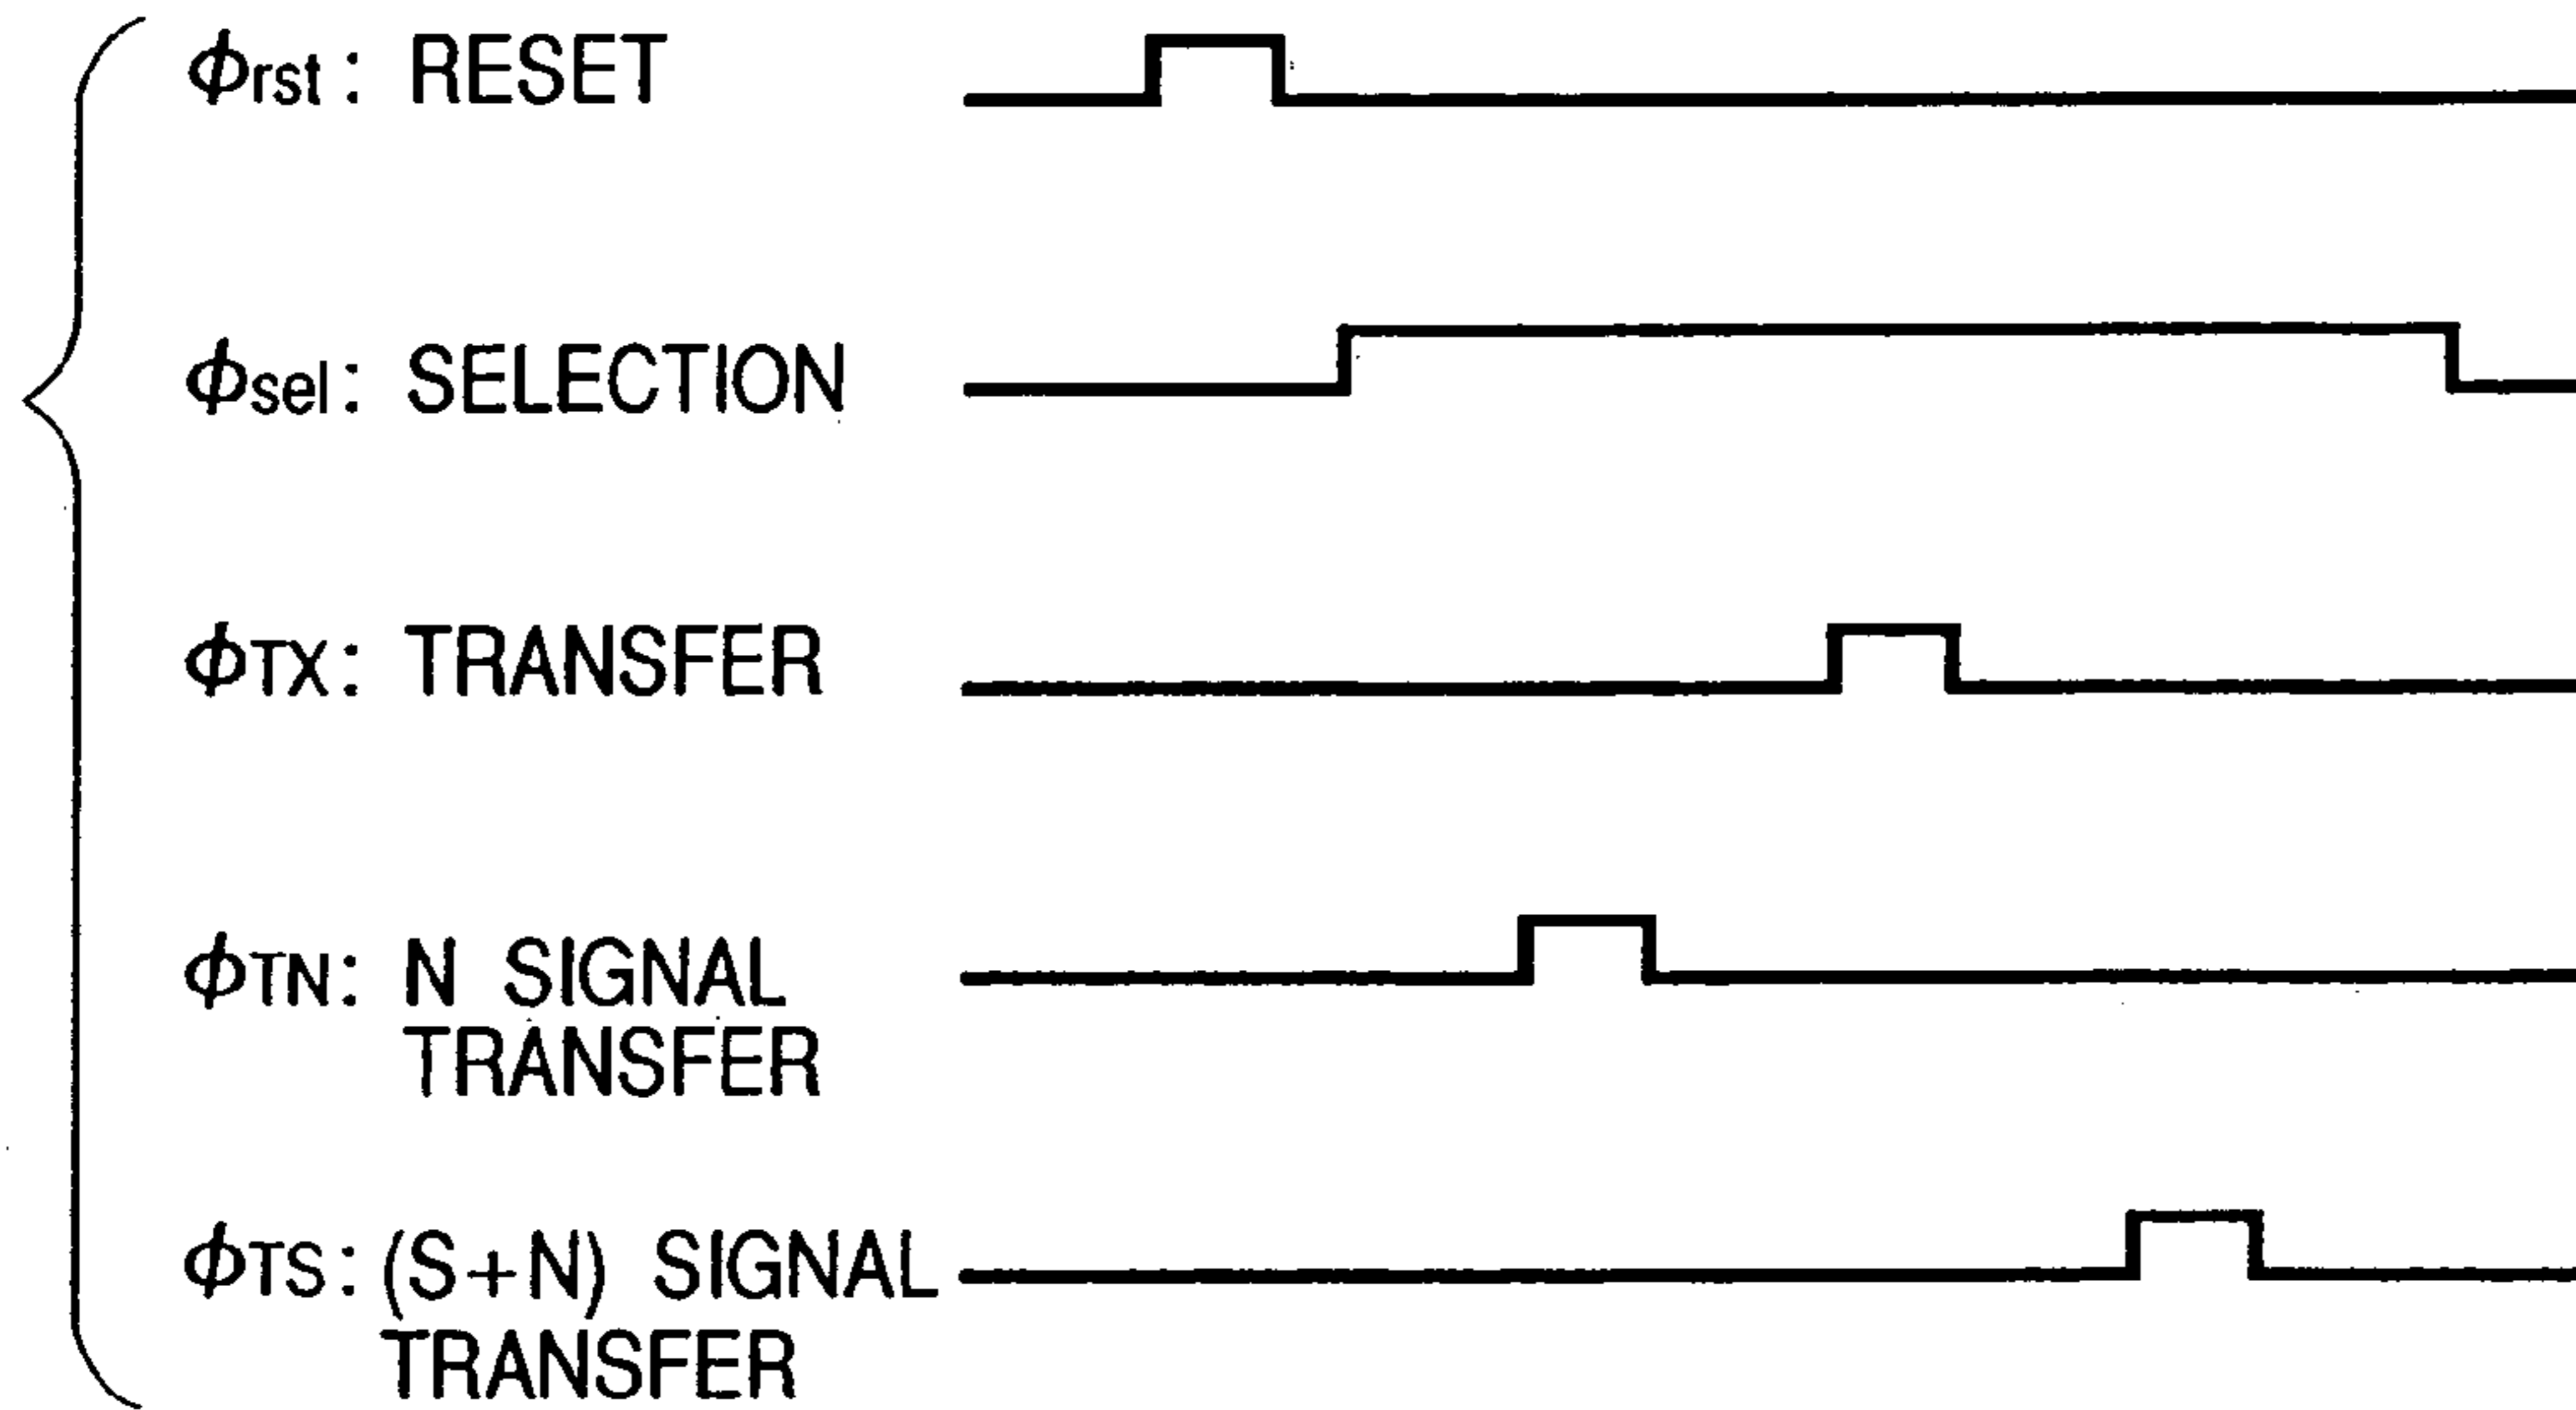 ϕrst: RESET
ϕsel: SELECTION
ϕTX: TRANSFER
ϕTN: N SIGNAL
TRANSFER
ϕTS: (S+N) SIGNAL
TRANSFER